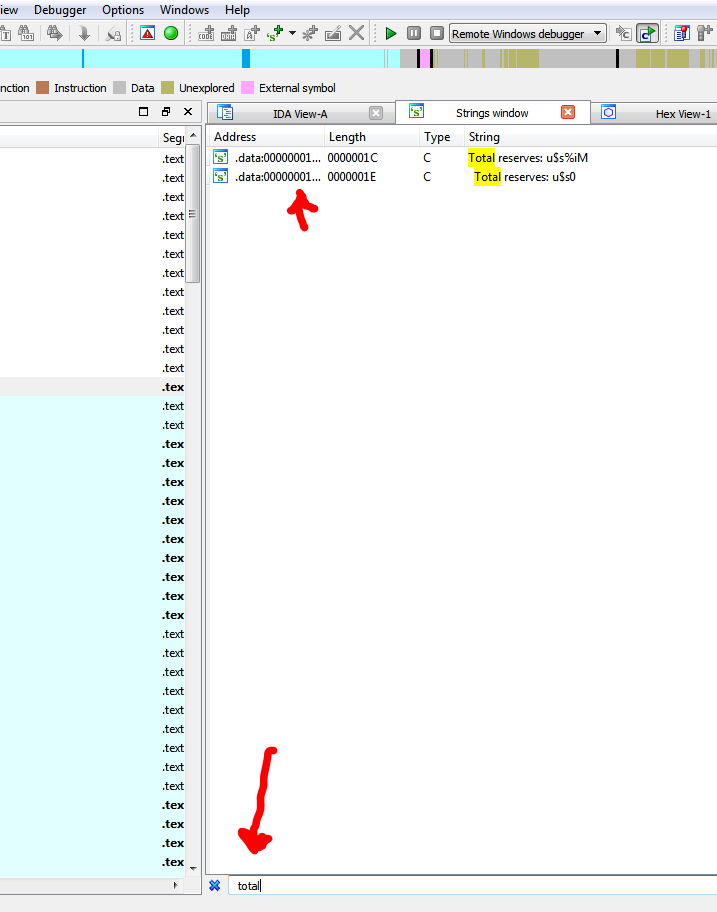 iew Debugger Options Windows Help
Remote Windows debugger
nction Instruction Data Unexplored External symbol
IDA View-A Strings window Hex View-1
Segi
Address Length Type String
.data:00000001... 0000001C C Total reserves: u$s%iM
.data:00000001... 0000001E C Total reserves: u$s0
.text
.text
.text
.text
.text
.text
.text
.text
.text
.text
.text
.text
.tex
.text
.text
.tex
.tex
.tex
.tex
.tex
.tex
.tex
.tex
.tex
.tex
.text
.text
.text
.text
.text
.text
.text
.text
.text
.tex
.tex
.tex
.tex
total